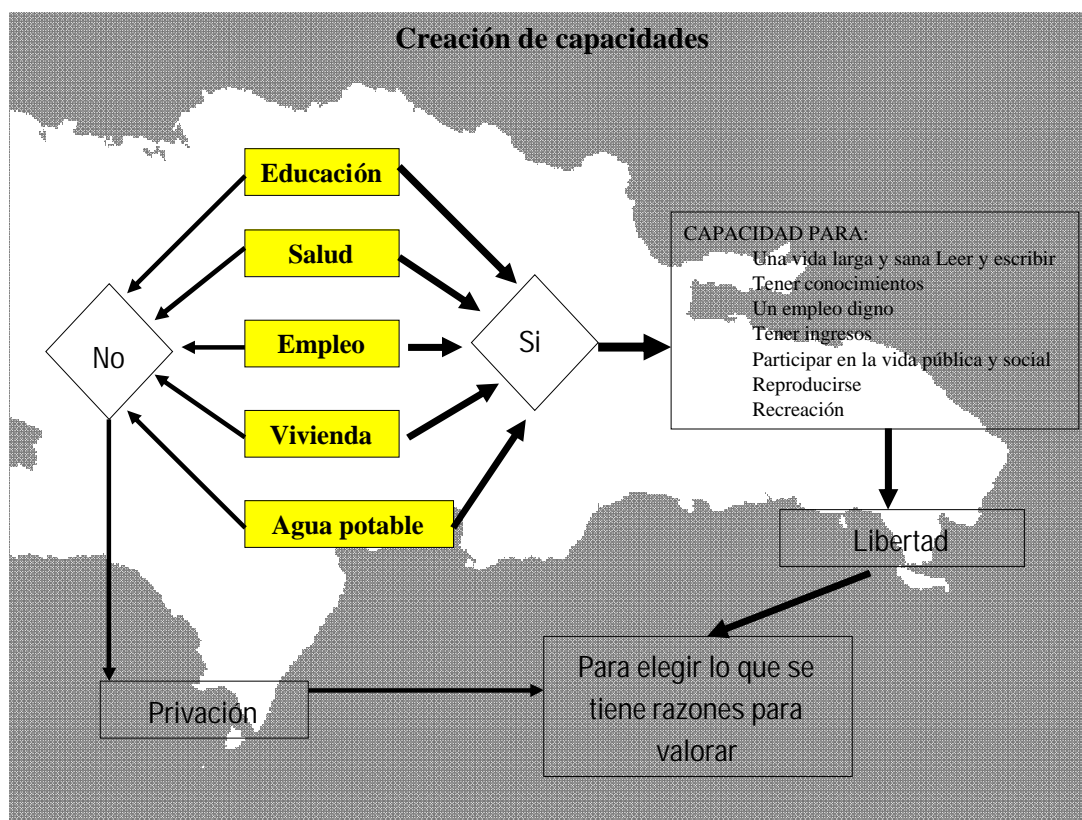 Creación de capacidades
Educación
Salud
Empleo
Vivienda
Agua potable
No
Si
CAPACIDAD PARA:
Una vida larga y sana Leer y escribir
Tener conocimientos
Un empleo digno
Tener ingresos
Participar en la vida pública y social
Reproducirse
Recreación
Libertad
Para elegir lo que se
tiene razones para
valorar
Privación